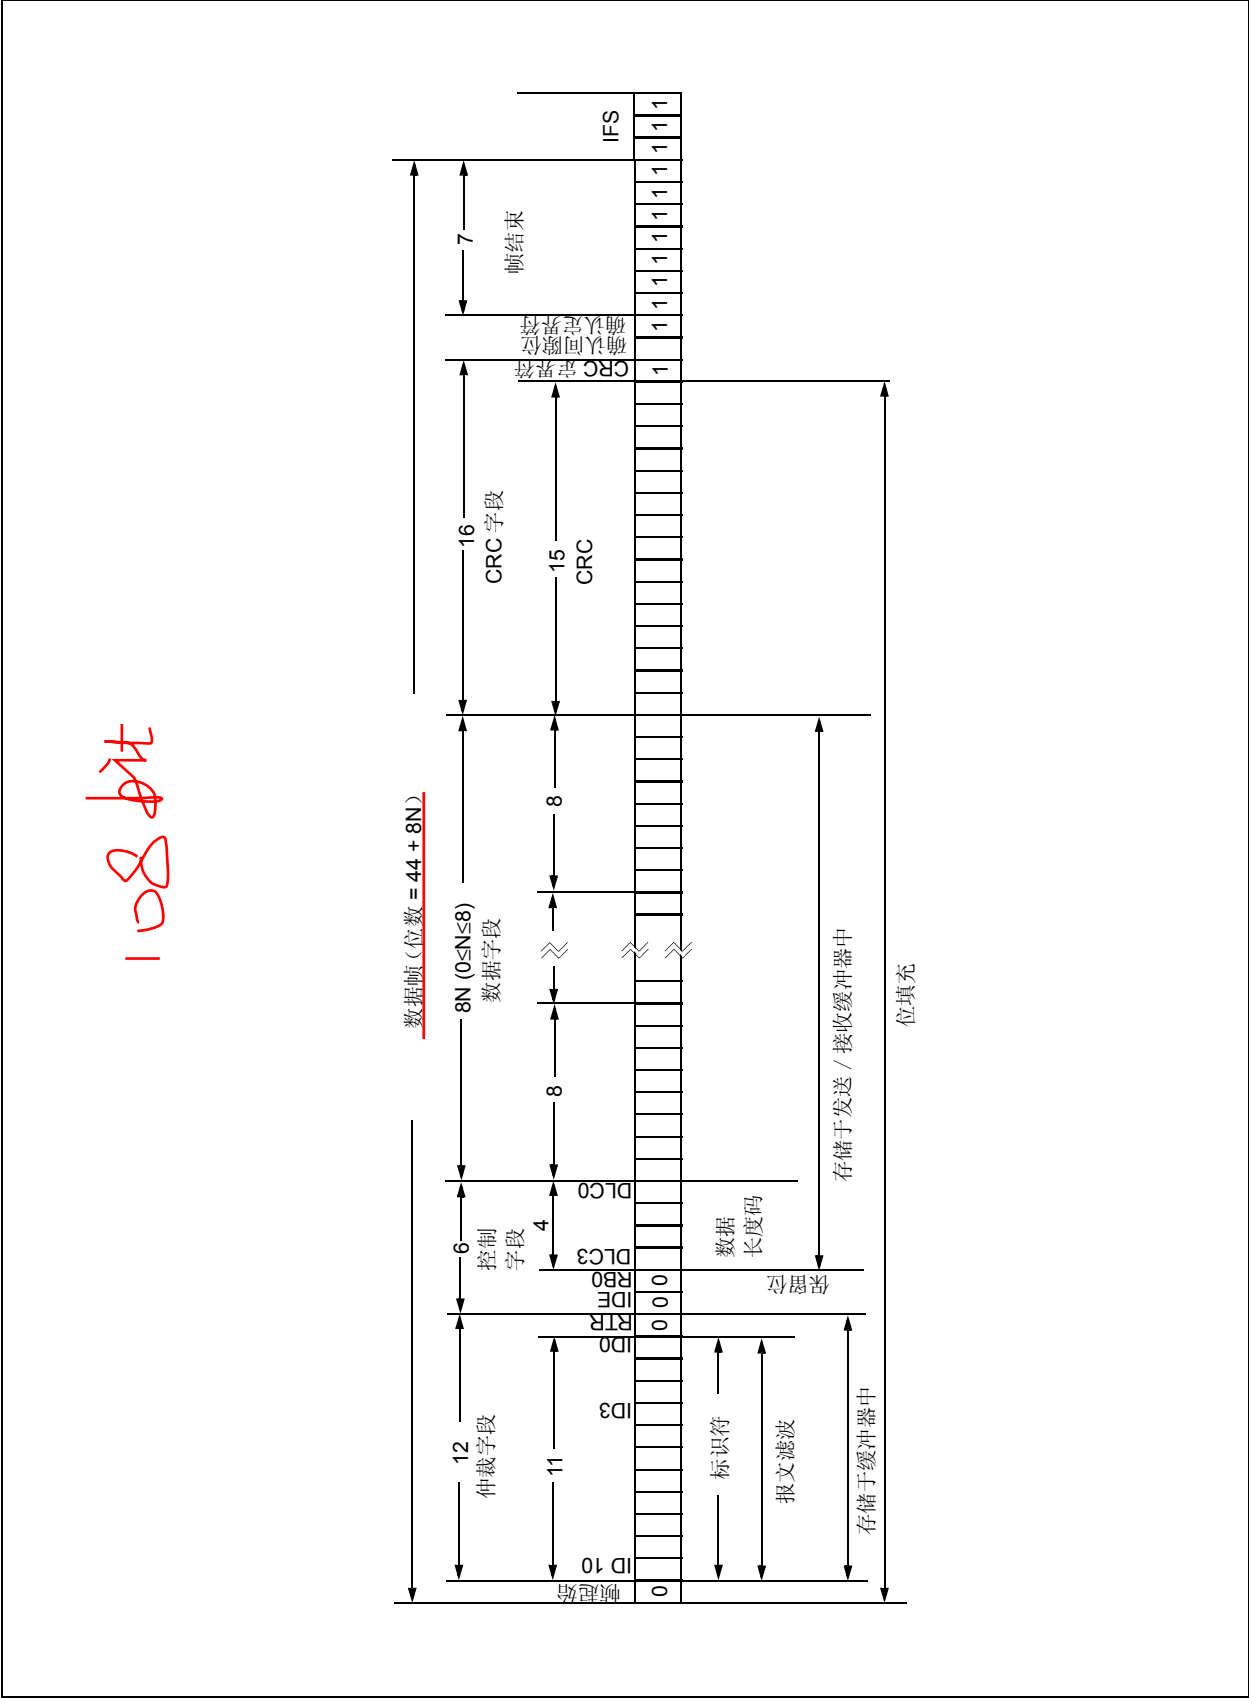 108 bit
数据帧（位数 = 44 + 8N）
12
仲裁字段
6
控制
字段
8N (0≤N≤8)
数据字段
16
CRC 字段
7
帧结束
IFS
11
4
8
8
15
CRC
帧起始
ID 10
ID3
ID0
RTR
IDE
RB0
DLC3
DLC0
CRC 定界符
确认间隙位
确认定界符
0 0 0 0 1 1 1 1 1 1 1 1 1 1 1 1
标识符
报文滤波
存储于缓冲器中
保留位
数据
长度码
存储于发送 / 接收缓冲器中
位填充